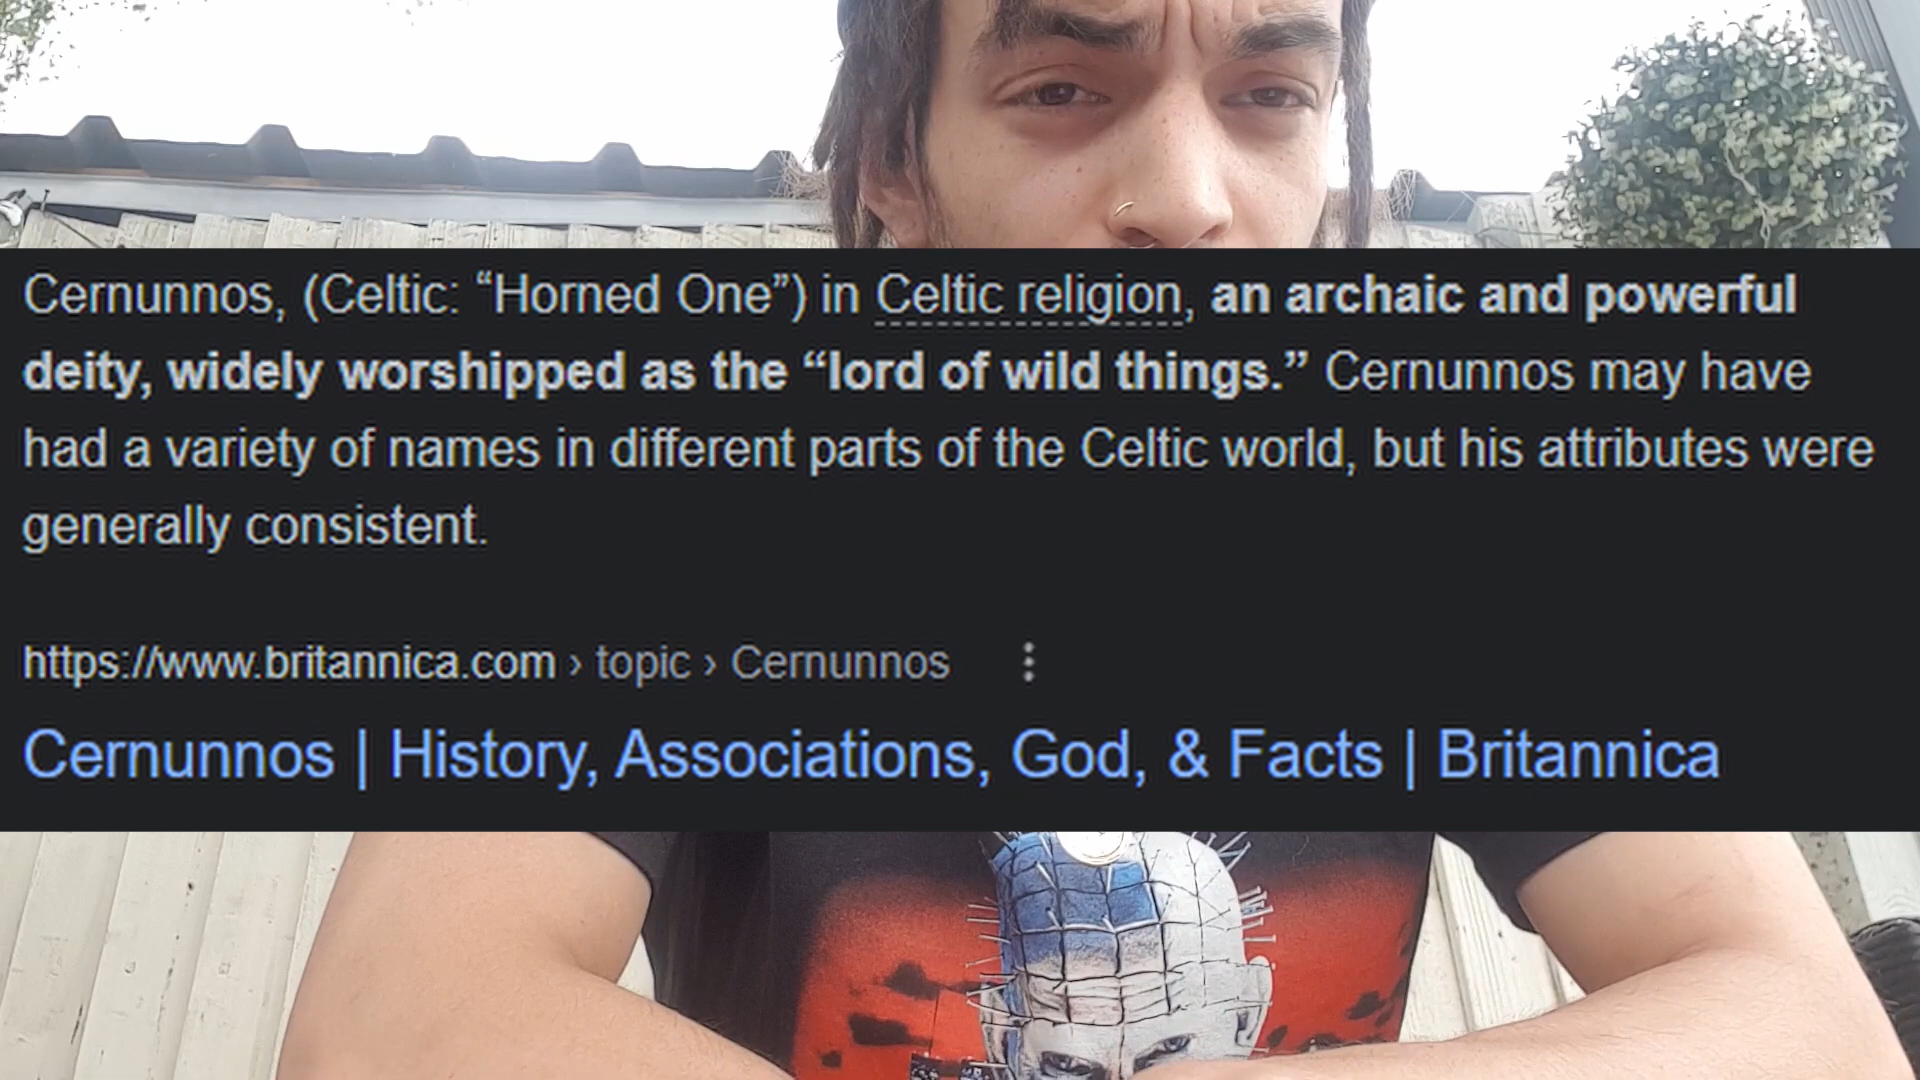 Cernunnos, (Celtic: “Horned One”) in Celtic religion, an archaic and powerful
deity, widely worshipped as the “lord of wild things.” Cernunnos may have
had a variety of names in different parts of the Celtic world, but his attributes were
generally consistent.
https://www.britannica.com › topic › Cernunnos
Cernunnos | History, Associations, God, & Facts | Britannica